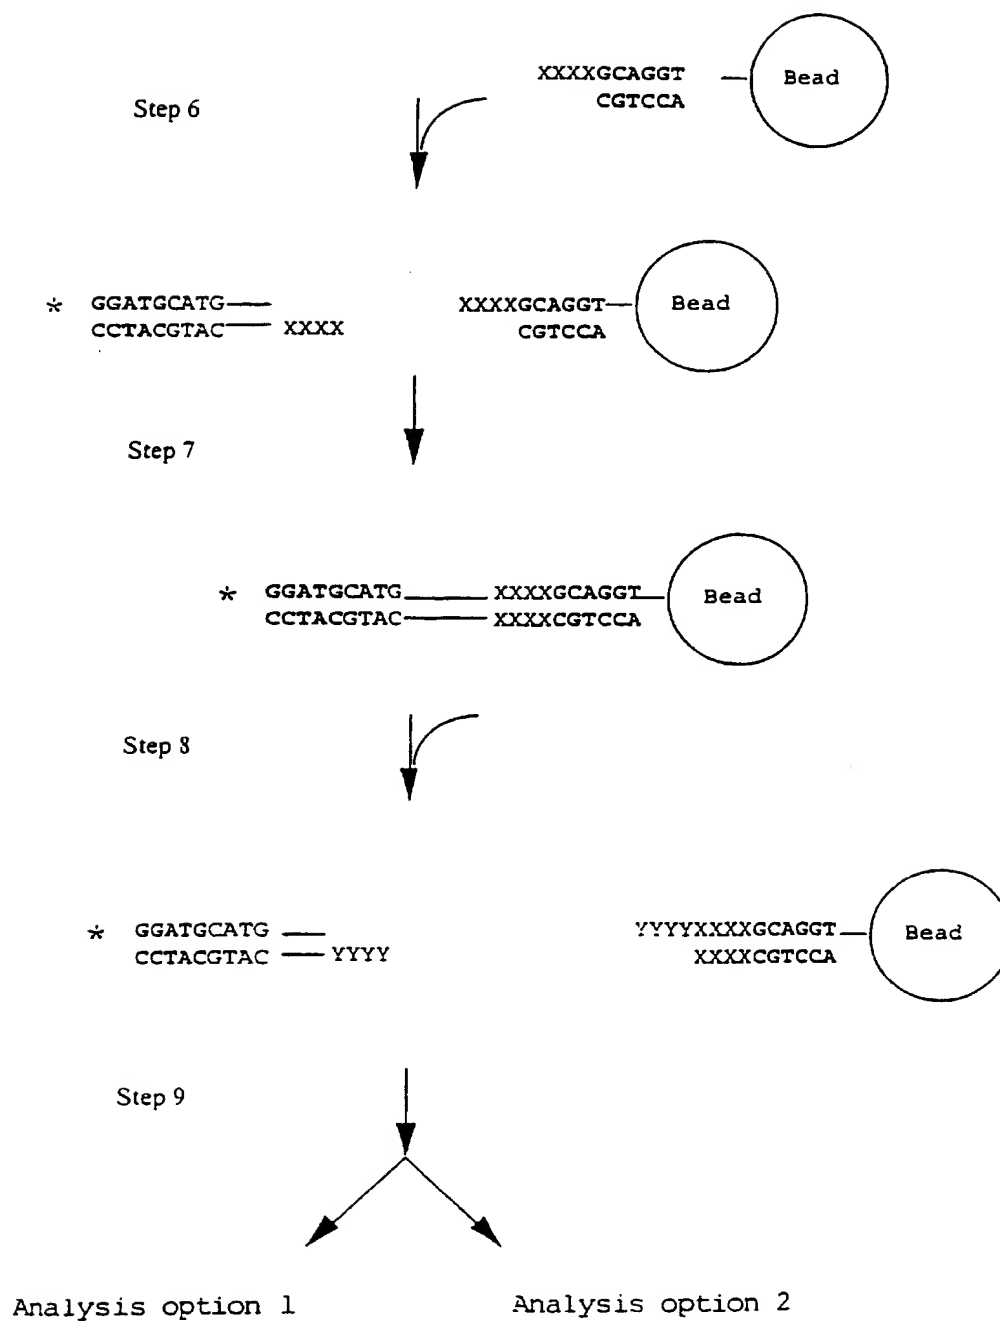 XXXXGCAGGT Bead
Step 6 CGTCCA
* GGATGCATG XXXXGCAGGT Bead
CCTACGTAC XXXX CGTCCA
Step 7
* GGATGCATG XXXXGCAGGT Bead
CCTACGTAC XXXXCGTCCA
Step 8
* GGATGCATG YYYYXXXXGCAGGT Bead
CCTACGTAC YYYY XXXXCGTCCA
Step 9
Analysis option 1 Analysis option 2